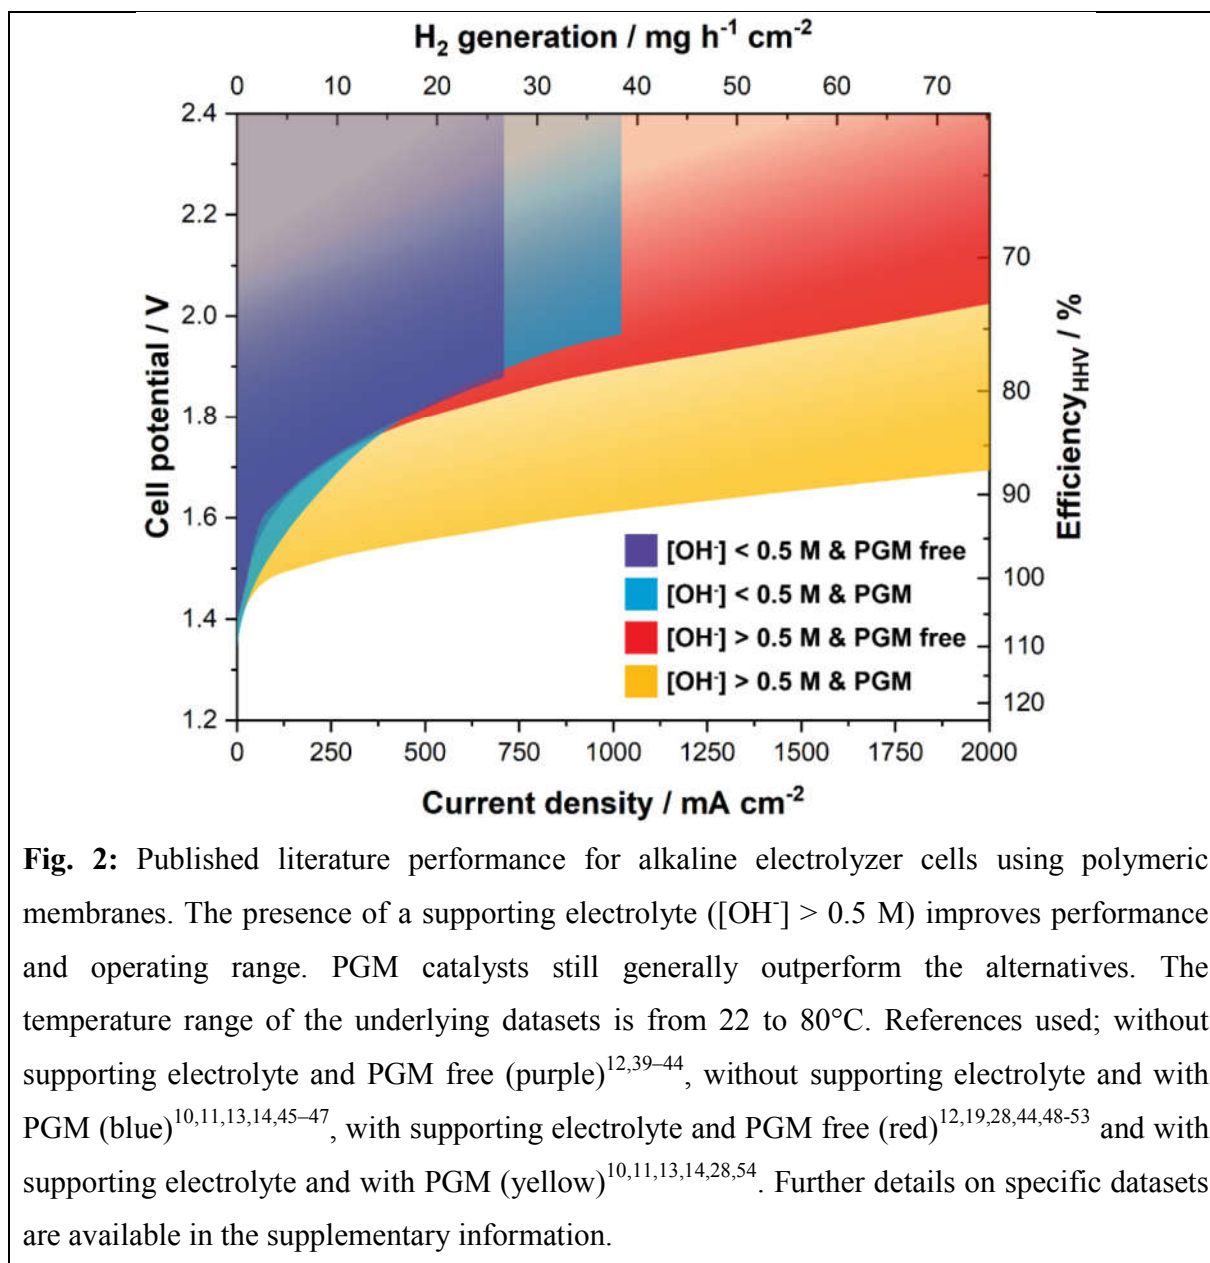 H₂ generation / mg h⁻¹ cm⁻²
0 10 20 30 40 50 60 70
2.4
2.2
2.0
1.8
1.6
1.4
1.2
Cell potential / V
70
80
90
100
110
120
Efficiency_HHV / %
[OH⁻] < 0.5 M & PGM free
[OH⁻] < 0.5 M & PGM
[OH⁻] > 0.5 M & PGM free
[OH⁻] > 0.5 M & PGM
0 250 500 750 1000 1250 1500 1750 2000
Current density / mA cm⁻²
Fig. 2: Published literature performance for alkaline electrolyzer cells using polymeric
membranes. The presence of a supporting electrolyte ([OH⁻] > 0.5 M) improves performance
and operating range. PGM catalysts still generally outperform the alternatives. The
temperature range of the underlying datasets is from 22 to 80°C. References used; without
supporting electrolyte and PGM free (purple)¹²,³⁹–⁴⁴, without supporting electrolyte and with
PGM (blue)¹⁰,¹¹,¹³,¹⁴,⁴⁵–⁴⁷, with supporting electrolyte and PGM free (red)¹²,¹⁹,²⁸,⁴⁴,⁴⁸⁻⁵³ and with
supporting electrolyte and with PGM (yellow)¹⁰,¹¹,¹³,¹⁴,²⁸,⁵⁴. Further details on specific datasets
are available in the supplementary information.